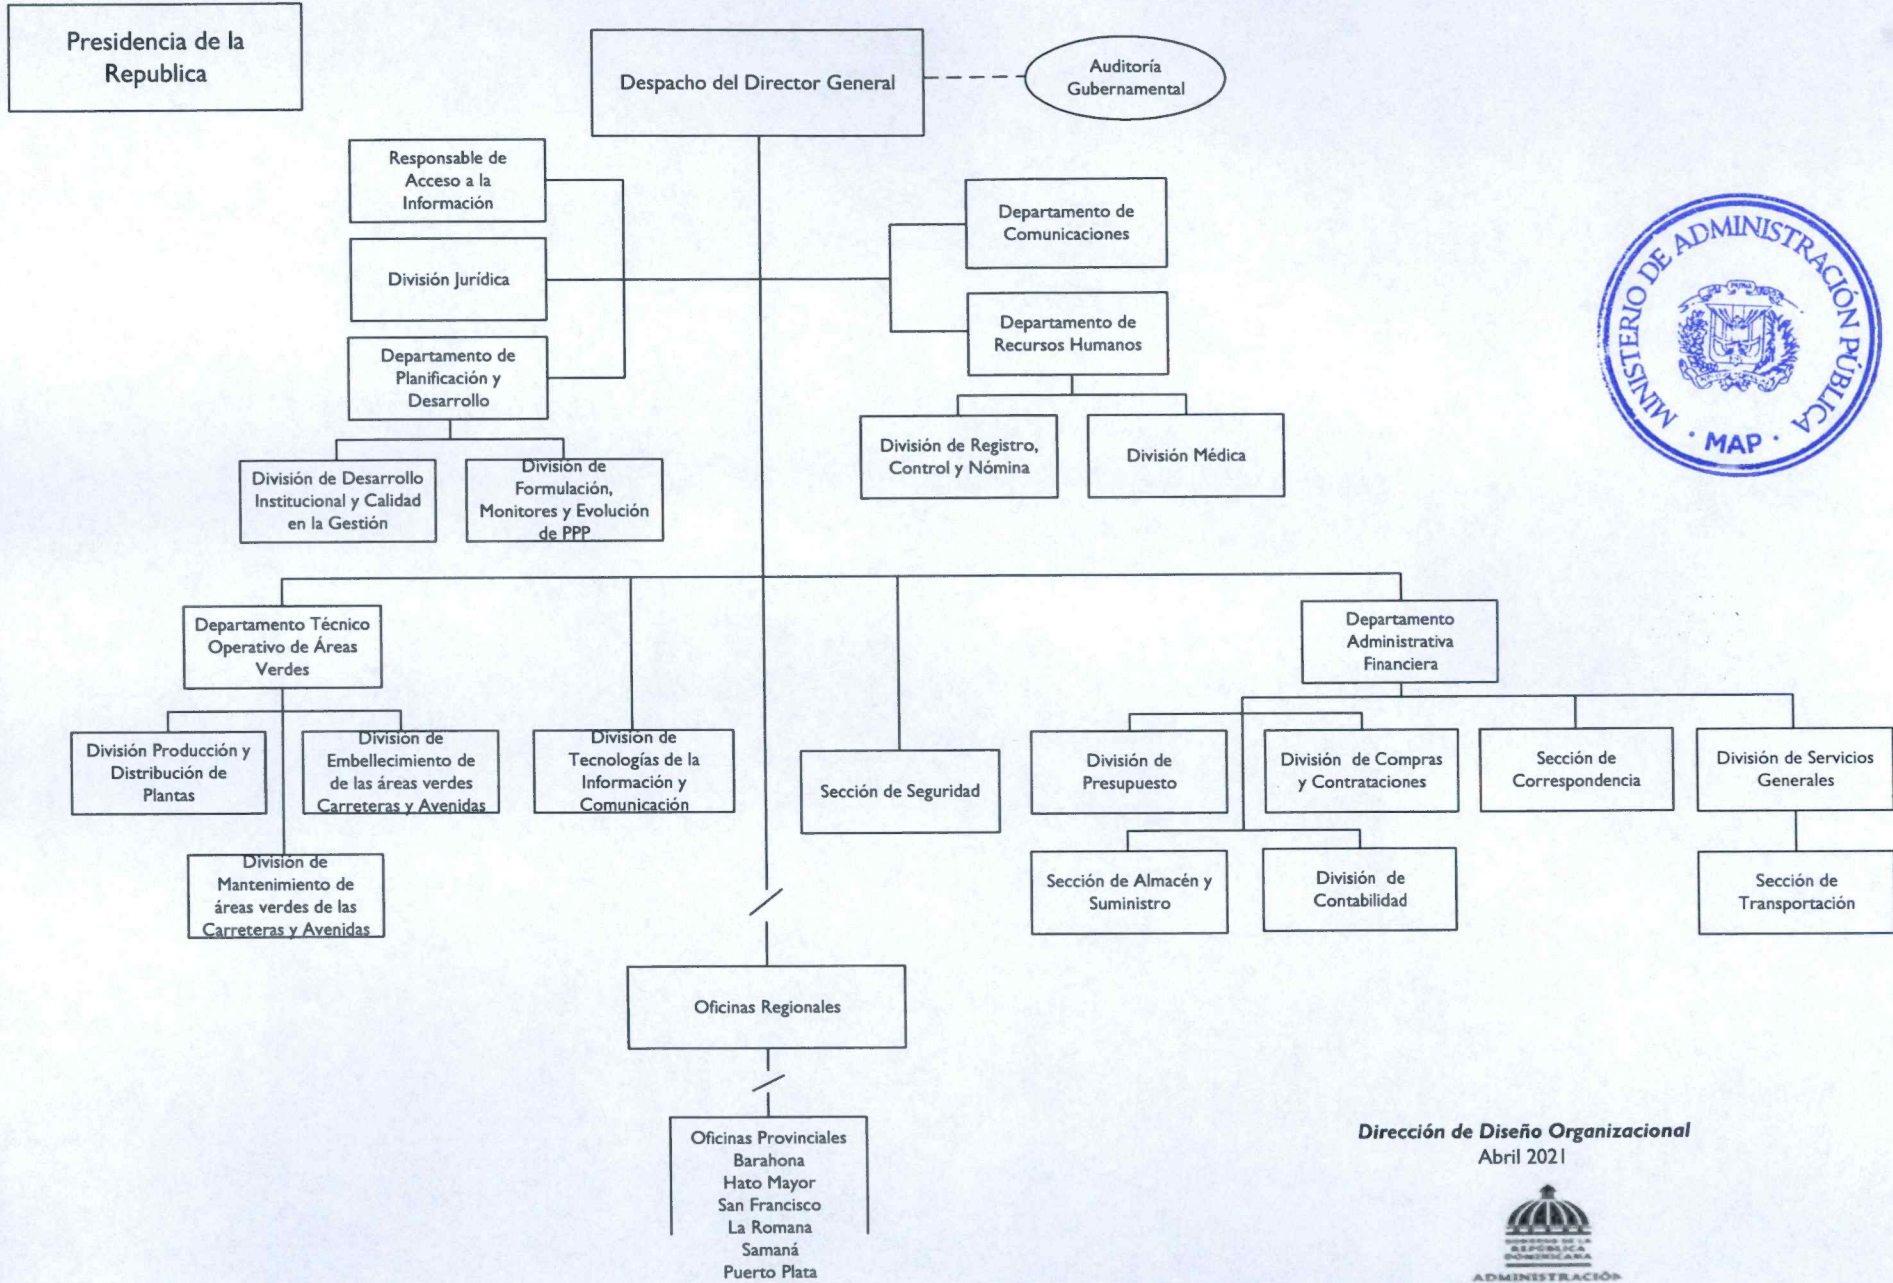 Presidencia de la
Republica
Despacho del Director General
Auditoría
Gubernamental
Responsable de
Acceso a la
Información
División Jurídica
Departamento de
Planificación y
Desarrollo
Departamento de
Comunicaciones
Departamento de
Recursos Humanos
División de Desarrollo
Institucional y Calidad
en la Gestión
División de
Formulación,
Monitores y Evolución
de PPP
División de Registro,
Control y Nómina
División Médica
MINISTERIO DE ADMINISTRACIÓN PÚBLICA
· MAP ·
Departamento Técnico
Operativo de Áreas
Verdes
Departamento
Administrativa
Financiera
División Producción y
Distribución de
Plantas
División de
Embellecimiento de
de las áreas verdes
Carreteras y Avenidas
División de
Tecnologías de la
Información y
Comunicación
Sección de Seguridad
División de
Presupuesto
División de Compras
y Contrataciones
Sección de
Correspondencia
División de Servicios
Generales
División de
Mantenimiento de
áreas verdes de las
Carreteras y Avenidas
Sección de Almacén y
Suministro
División de
Contabilidad
Sección de
Transportación
Oficinas Regionales
Oficinas Provinciales
Barahona
Hato Mayor
San Francisco
La Romana
Samaná
Puerto Plata
Dirección de Diseño Organizacional
Abril 2021
GOBIERNO DE LA
REPÚBLICA
DOMINICANA
ADMINISTRACIÓN